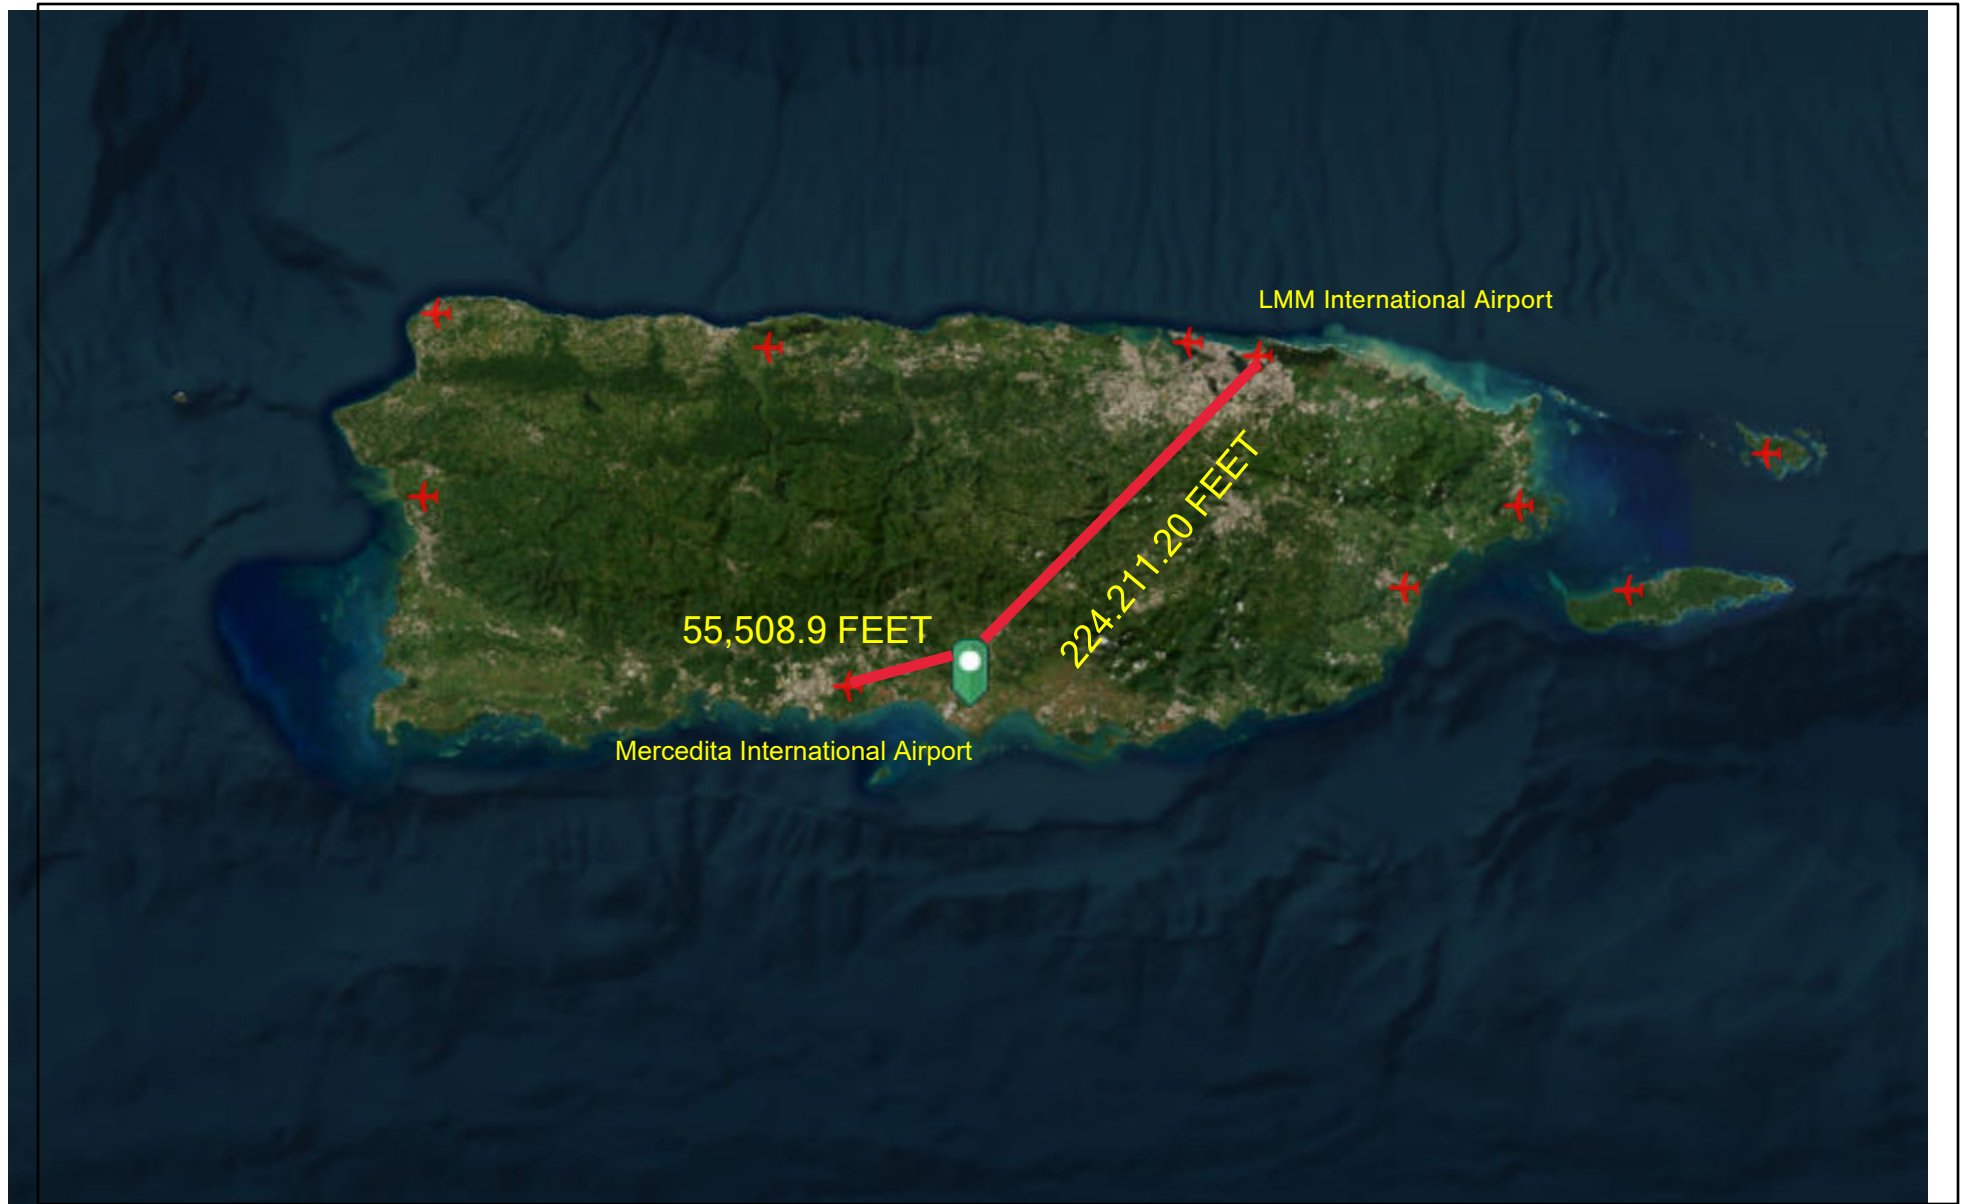 LMM International Airport
224.211.20 FEET
55,508.9 FEET
Mercedita International Airport